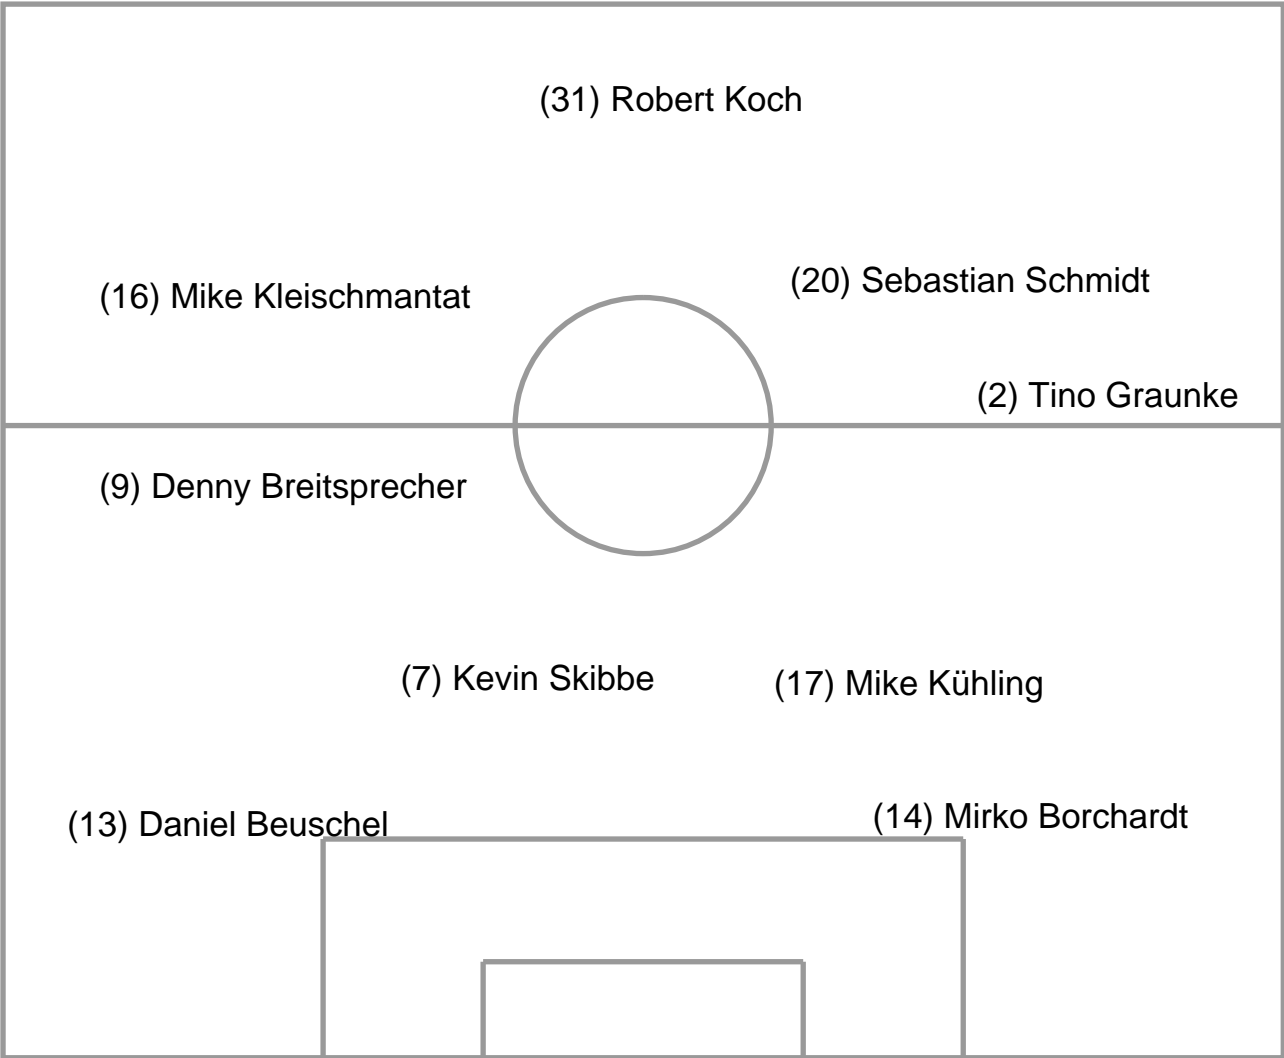 (31) Robert Koch
(20) Sebastian Schmidt
(16) Mike Kleischmantat
(2) Tino Graunke
(9) Denny Breitsprecher
(7) Kevin Skibbe
(17) Mike Kühling
(14) Mirko Borchardt
(13) Daniel Beuschel